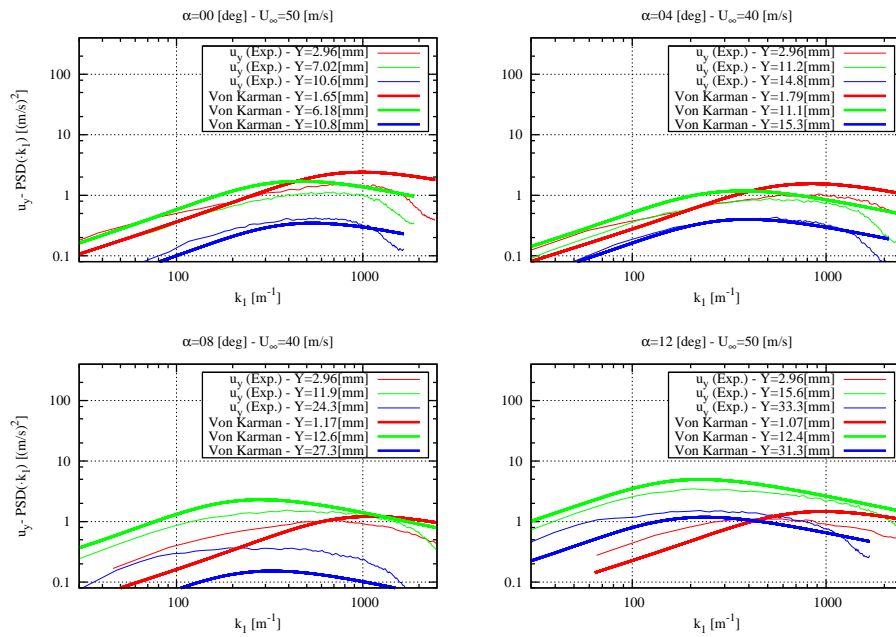 α=00 [deg] - U∞=50 [m/s]
u_y- PSD(·k_1) [(m/s)^2]
100
10
1
0.1
u_y (Exp.) - Y=2.96[mm]
u_y (Exp.) - Y=7.02[mm]
u_y (Exp.) - Y=10.6[mm]
Von Karman - Y=1.65[mm]
Von Karman - Y=6.18[mm]
Von Karman - Y=10.8[mm]
100 1000
k_1 [m^-1]
α=04 [deg] - U∞=40 [m/s]
100
10
1
0.1
u_y (Exp.) - Y=2.96[mm]
u_y (Exp.) - Y=11.2[mm]
u_y (Exp.) - Y=14.8[mm]
Von Karman - Y=1.79[mm]
Von Karman - Y=11.1[mm]
Von Karman - Y=15.3[mm]
100 1000
k_1 [m^-1]
α=08 [deg] - U∞=40 [m/s]
u_y- PSD(·k_1) [(m/s)^2]
100
10
1
0.1
u_y (Exp.) - Y=2.96[mm]
u_y (Exp.) - Y=11.9[mm]
u_y (Exp.) - Y=24.3[mm]
Von Karman - Y=1.17[mm]
Von Karman - Y=12.6[mm]
Von Karman - Y=27.3[mm]
100 1000
k_1 [m^-1]
α=12 [deg] - U∞=50 [m/s]
100
10
1
0.1
u_y (Exp.) - Y=2.96[mm]
u_y (Exp.) - Y=15.6[mm]
u_y (Exp.) - Y=33.3[mm]
Von Karman - Y=1.07[mm]
Von Karman - Y=12.4[mm]
Von Karman - Y=31.3[mm]
100 1000
k_1 [m^-1]